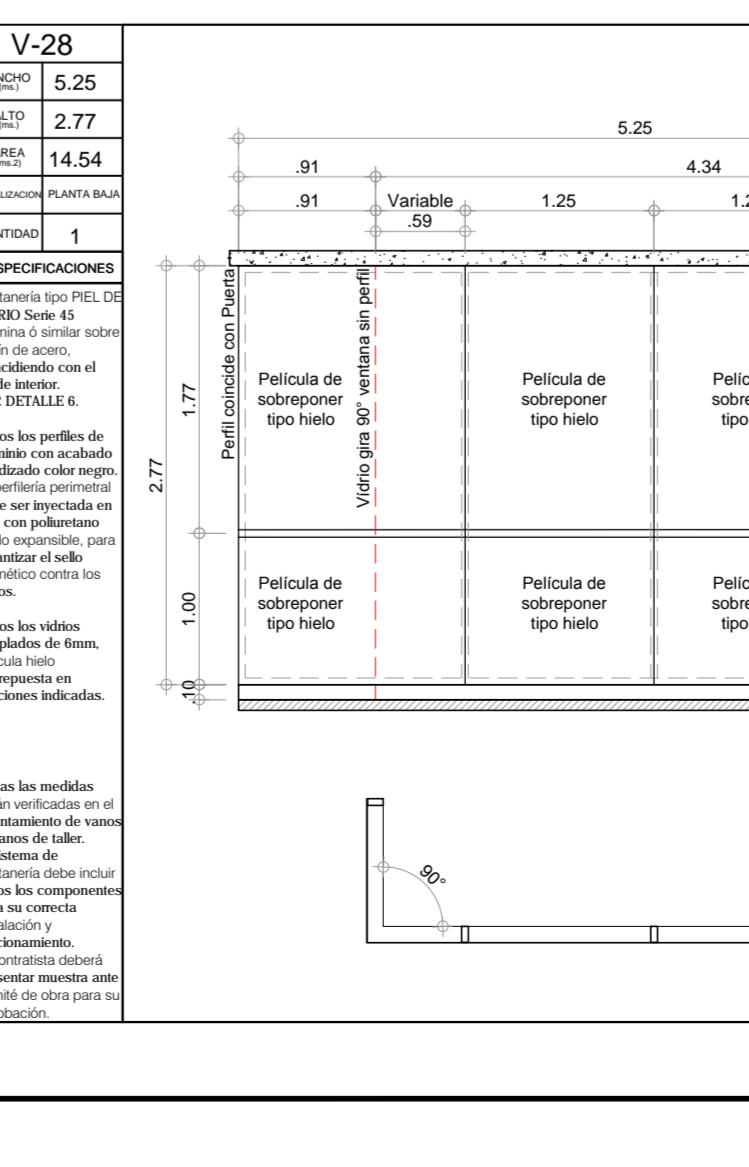 V-28
NCHO 5.25
(ms.)
LTO 2.77
(ms.)
REA 14.54
ms.2)
ALIZACION PLANTA BAJA
NTIDAD 1
SPECIFICACIONES
tanería tipo PIEL DE
RIO Serie 45
mina ó similar sobre
ín de acero,
cidiendo con el
de interior.
2 DETALLE 6.
os los perfiles de
minio con acabado
dizado color negro.
perfilería perimetral
e ser inyectada en
con poliuretano
do expansible, para
antizar el sello
mético contra los
os.
os los vidrios
plados de 6mm,
cula hielo
repuesta en
ciones indicadas.
as las medidas
án verificadas en el
ntamiento de vanos
anos de taller.
istema de
tanería debe incluir
os los componentes
a su correcta
alación y
cionamiento.
ontratista deberá
sentar muestra ante
mité de obra para su
obación.
5.25
.91 4.34
.91 Variable 1.25 1.2
.59
Perfil coincide con Puerta
Vídrio gira 90° ventana sin perfil
2.77
1.77
1.00
.10
Película de
sobreponer
tipo hielo
Película de
sobreponer
tipo hielo
Pelíc
sobre
tipo
Película de
sobreponer
tipo hielo
Película de
sobreponer
tipo hielo
Pelíc
sobre
tipo
90°